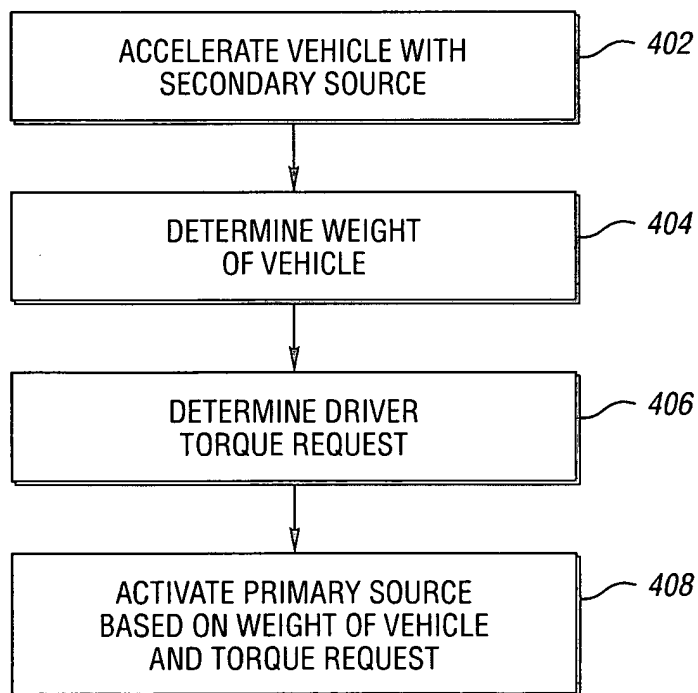 ACCELERATE VEHICLE WITH
SECONDARY SOURCE
402
DETERMINE WEIGHT
OF VEHICLE
404
DETERMINE DRIVER
TORQUE REQUEST
406
ACTIVATE PRIMARY SOURCE
BASED ON WEIGHT OF VEHICLE
AND TORQUE REQUEST
408